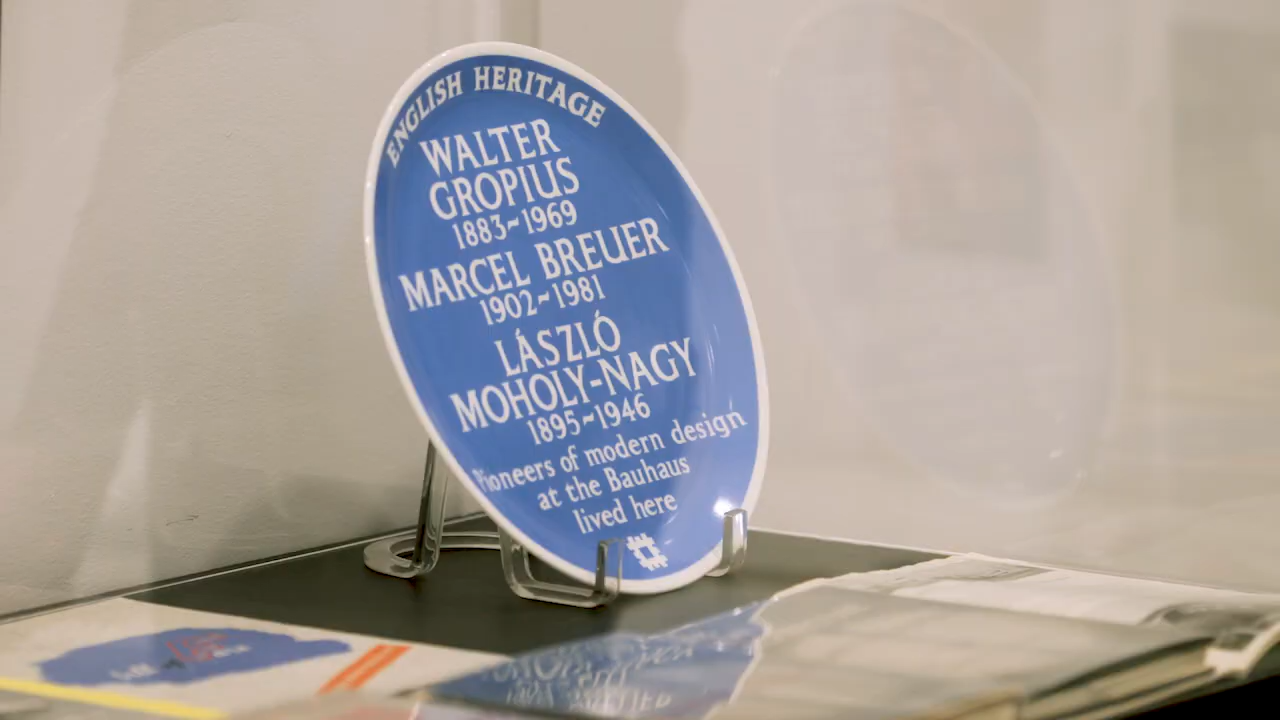 ENGLISH HERITAGE
WALTER
GROPIUS
1883~1969
MARCEL BREUER
1902~1981
LÁSZLÓ
MOHOLY-NAGY
1895~1946
Pioneers of modern design
at the Bauhaus
lived here